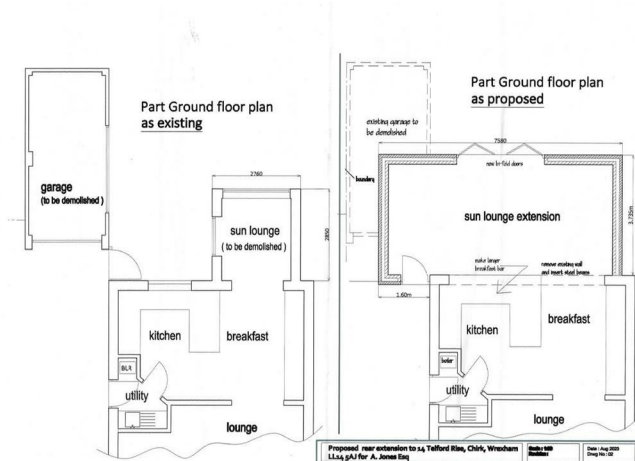 Part Ground floor plan
as existing
garage
(to be demolished )
2760
2850
sun lounge
( to be demolished )
kitchen
breakfast
BLR
utility
lounge
Part Ground floor plan
as proposed
existing garage to
be demolished
7580
new bi-fold doors
boundary
sun lounge extension
3.735m
make larger
breakfast bar
remove existing wall
and insert steel beams
1.60m
kitchen
breakfast
boiler
utility
lounge
Proposed rear extension to 14 Telford Rise, Chirk, Wrexham
LL14 5AJ for A. Jones Esq
Date : Aug 2023
Drwg No : 02